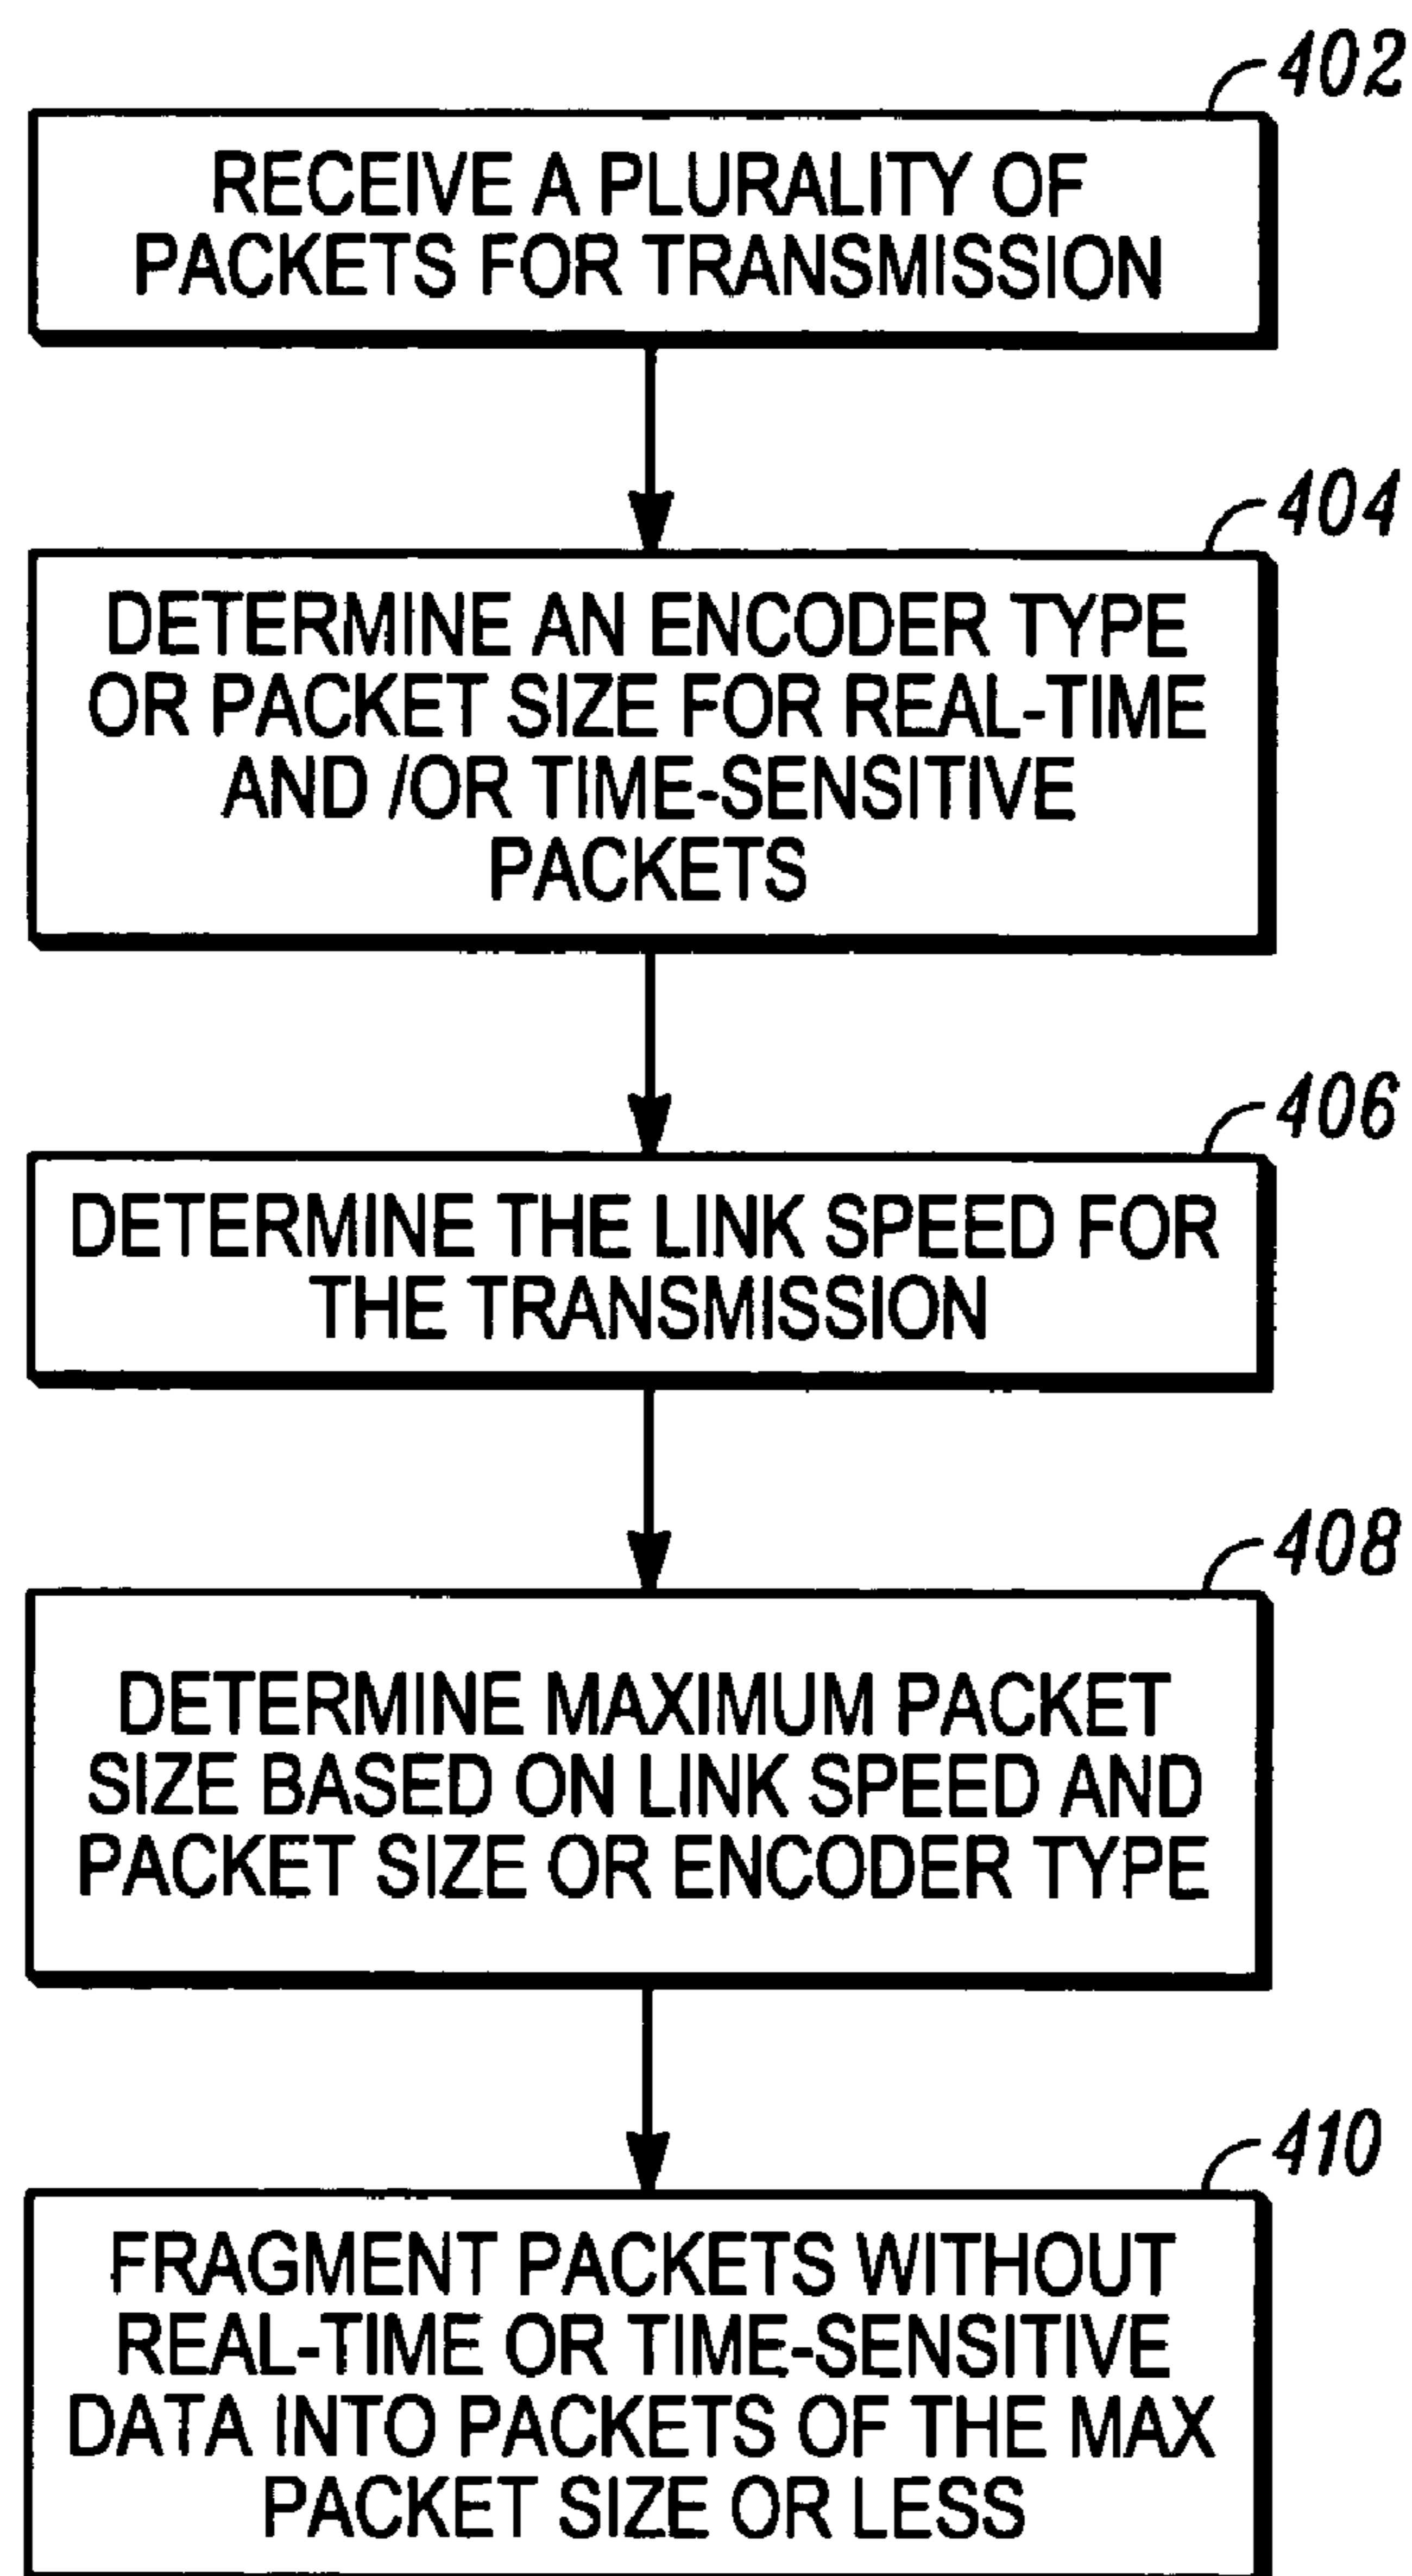 402
RECEIVE A PLURALITY OF
PACKETS FOR TRANSMISSION
404
DETERMINE AN ENCODER TYPE
OR PACKET SIZE FOR REAL-TIME
AND /OR TIME-SENSITIVE
PACKETS
406
DETERMINE THE LINK SPEED FOR
THE TRANSMISSION
408
DETERMINE MAXIMUM PACKET
SIZE BASED ON LINK SPEED AND
PACKET SIZE OR ENCODER TYPE
410
FRAGMENT PACKETS WITHOUT
REAL-TIME OR TIME-SENSITIVE
DATA INTO PACKETS OF THE MAX
PACKET SIZE OR LESS